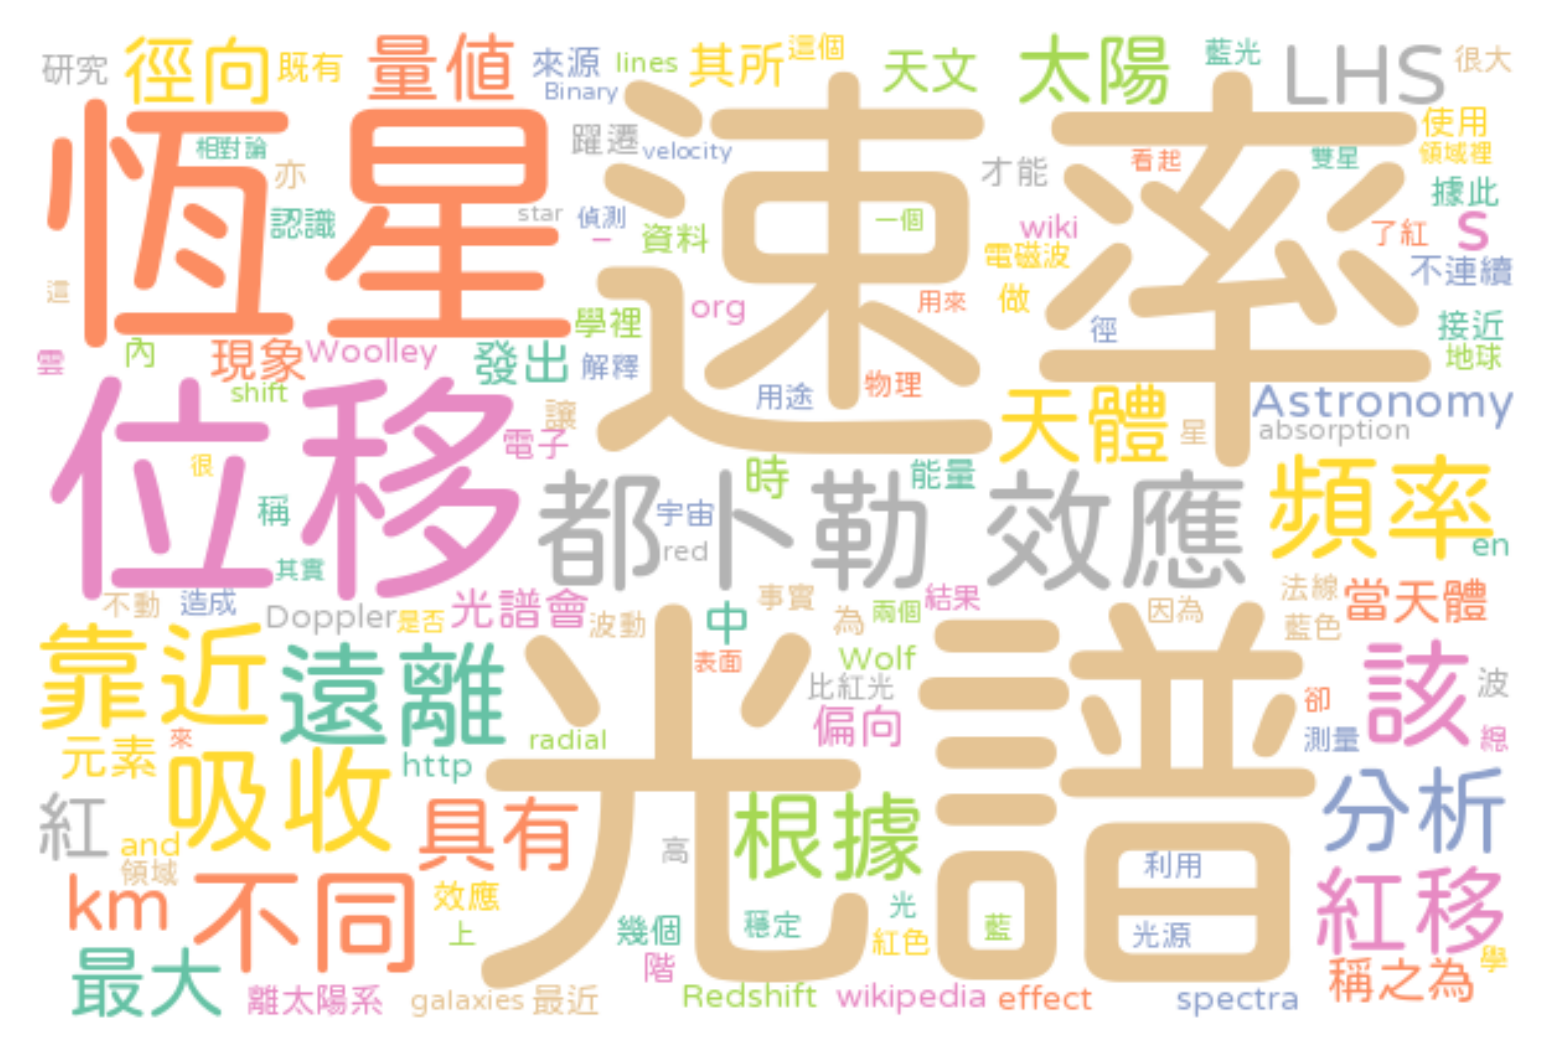 研究
徑向
既有
量值
來源
lines
其所
這個
天文
太陽
藍光
LHS
很大
Binary
恆星
速率
相對論
亦
躍遷
velocity
才能
看起
雙星
使用
領域裡
認識
star
偵測
資料
一個
wiki
電磁波
據此
了紅
s
不連續
這
org
用來
做
徑
接近
學裡
地球
雲
內
現象
Woolley
發出
解釋
用途
物理
shift
讓
電子
天體
星
Astronomy
absorption
位移
很
稱
其實
都卜勒 效應
時
能量
宇宙
red
頻率
en
不動
造成
Doppler
是否
光譜會
波動
中
事實
為
兩個
結果
因為
法線
藍色
當天體
表面
Wolf
比紅光
偏向
靠近
遠離
光譜
該
卻
波
測量
元素
來
吸收
http
radial
紅
and
領域
具有
高
根據
利用
分析
km
不同
效應
上
幾個
穩定
光
紅色
藍
光源
紅移
學
階
稱之為
最大
離太陽系
galaxies
最近
Redshift
wikipedia
effect
spectra